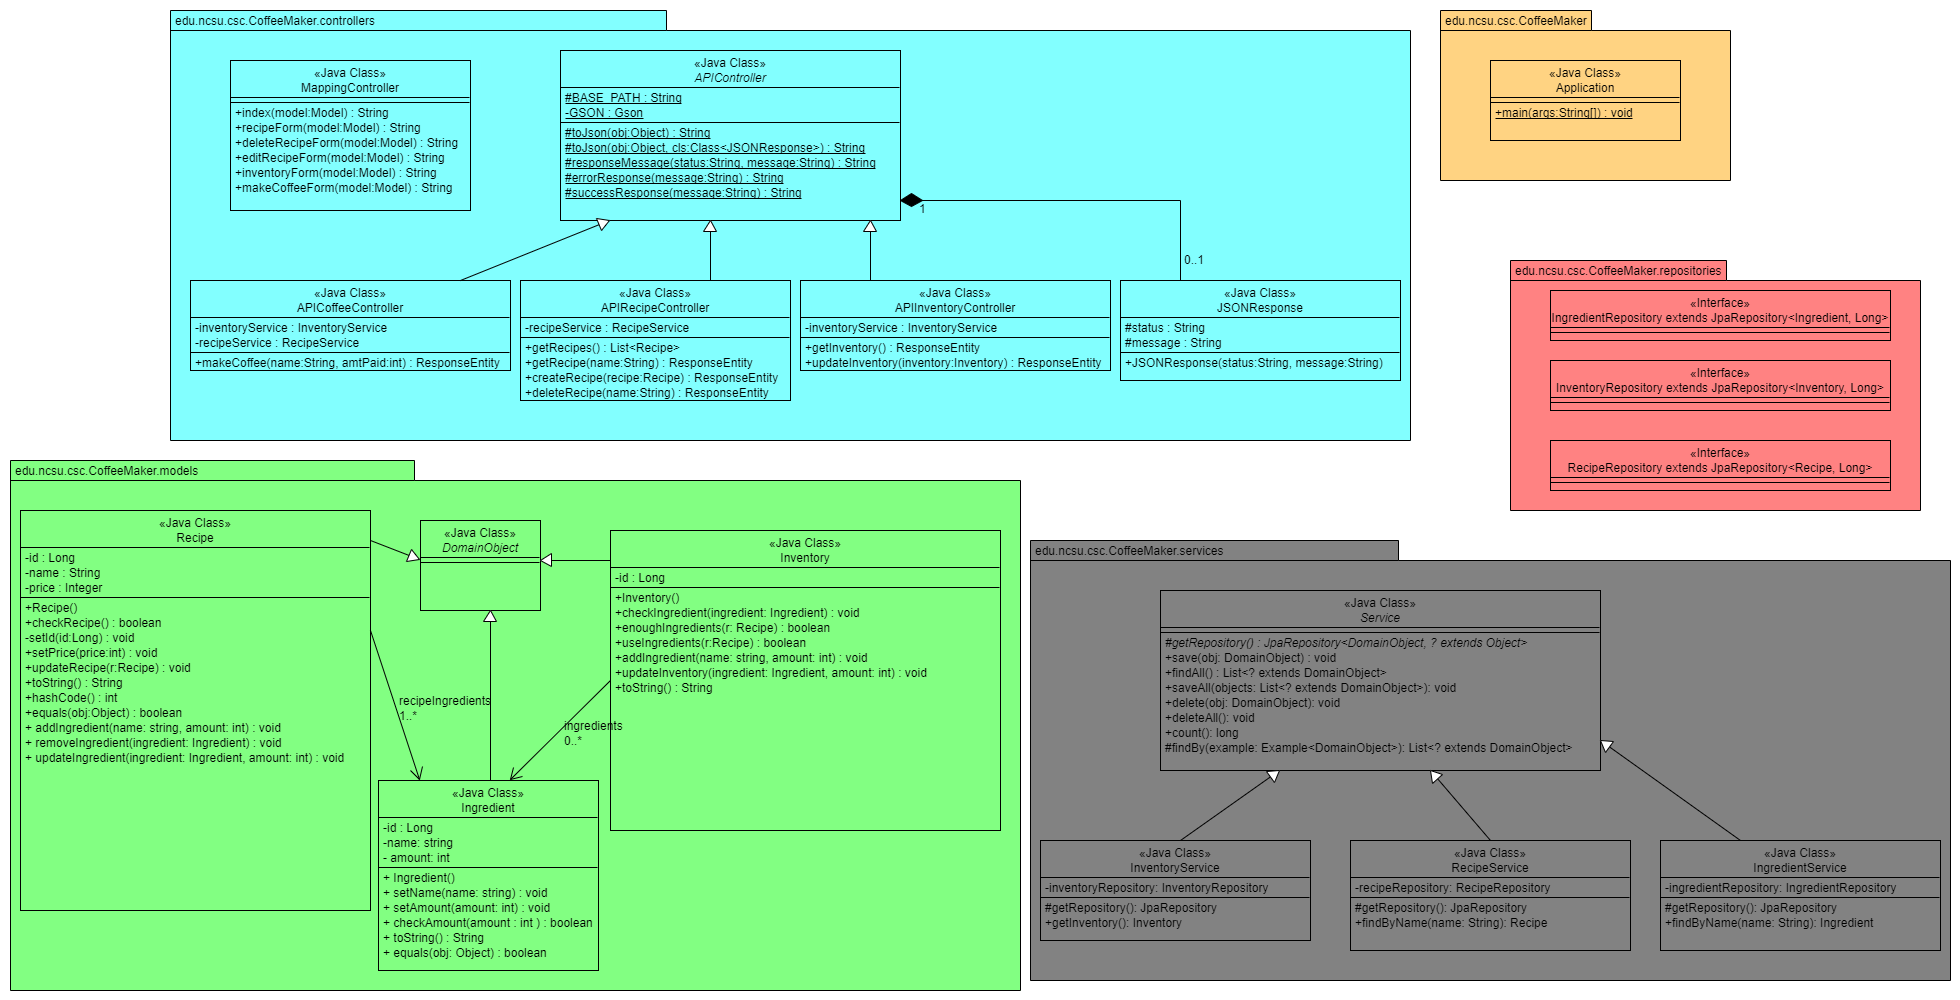 edu.ncsu.csc.CoffeeMaker.controllers
«Java Class»
MappingController
+index(model:Model) : String
+recipeForm(model:Model) : String
+deleteRecipeForm(model:Model) : String
+editRecipeForm(model:Model) : String
+inventoryForm(model:Model) : String
+makeCoffeeForm(model:Model) : String
«Java Class»
APIController
#BASE_PATH : String
-GSON : Gson
#toJson(obj:Object) : String
#toJson(obj:Object, cls:Class<JSONResponse>) : String
#responseMessage(status:String, message:String) : String
#errorResponse(message:String) : String
#successResponse(message:String) : String
1
0..1
«Java Class»
APICoffeeController
-inventoryService : InventoryService
-recipeService : RecipeService
+makeCoffee(name:String, amtPaid:int) : ResponseEntity
«Java Class»
APIRecipeController
-recipeService : RecipeService
+getRecipes() : List<Recipe>
+getRecipe(name:String) : ResponseEntity
+createRecipe(recipe:Recipe) : ResponseEntity
+deleteRecipe(name:String) : ResponseEntity
«Java Class»
APIInventoryController
-inventoryService : InventoryService
+getInventory() : ResponseEntity
+updateInventory(inventory:Inventory) : ResponseEntity
«Java Class»
JSONResponse
#status : String
#message : String
+JSONResponse(status:String, message:String)
edu.ncsu.csc.CoffeeMaker
«Java Class»
Application
+main(args:String[]) : void
edu.ncsu.csc.CoffeeMaker.repositories
«Interface»
IngredientRepository extends JpaRepository<Ingredient, Long>
«Interface»
InventoryRepository extends JpaRepository<Inventory, Long>
«Interface»
RecipeRepository extends JpaRepository<Recipe, Long>
edu.ncsu.csc.CoffeeMaker.models
«Java Class»
Recipe
-id : Long
-name : String
-price : Integer
+Recipe()
+checkRecipe() : boolean
-setId(id:Long) : void
+setPrice(price:int) : void
+updateRecipe(r:Recipe) : void
+toString() : String
+hashCode() : int
+equals(obj:Object) : boolean
+ addIngredient(name: string, amount: int) : void
+ removeIngredient(ingredient: Ingredient) : void
+ updateIngredient(ingredient: Ingredient, amount: int) : void
«Java Class»
DomainObject
«Java Class»
Inventory
-id : Long
+Inventory()
+checkIngredient(ingredient: Ingredient) : void
+enoughIngredients(r: Recipe) : boolean
+useIngredients(r:Recipe) : boolean
+addIngredient(name: string, amount: int) : void
+updateInventory(ingredient: Ingredient, amount: int) : void
+toString() : String
recipeIngredients
1..*
ingredients
0..*
«Java Class»
Ingredient
-id : Long
-name: string
- amount: int
+ Ingredient()
+ setName(name: string) : void
+ setAmount(amount: int) : void
+ checkAmount(amount : int ) : boolean
+ toString() : String
+ equals(obj: Object) : boolean
edu.ncsu.csc.CoffeeMaker.services
«Java Class»
Service
#getRepository() : JpaRepository<DomainObject, ? extends Object>
+save(obj: DomainObject) : void
+findAll() : List<? extends DomainObject>
+saveAll(objects: List<? extends DomainObject>): void
+delete(obj: DomainObject): void
+deleteAll(): void
+count(): long
#findBy(example: Example<DomainObject>): List<? extends DomainObject>
«Java Class»
InventoryService
-inventoryRepository: InventoryRepository
#getRepository(): JpaRepository
+getInventory(): Inventory
«Java Class»
RecipeService
-recipeRepository: RecipeRepository
#getRepository(): JpaRepository
+findByName(name: String): Recipe
«Java Class»
IngredientService
-ingredientRepository: IngredientRepository
#getRepository(): JpaRepository
+findByName(name: String): Ingredient